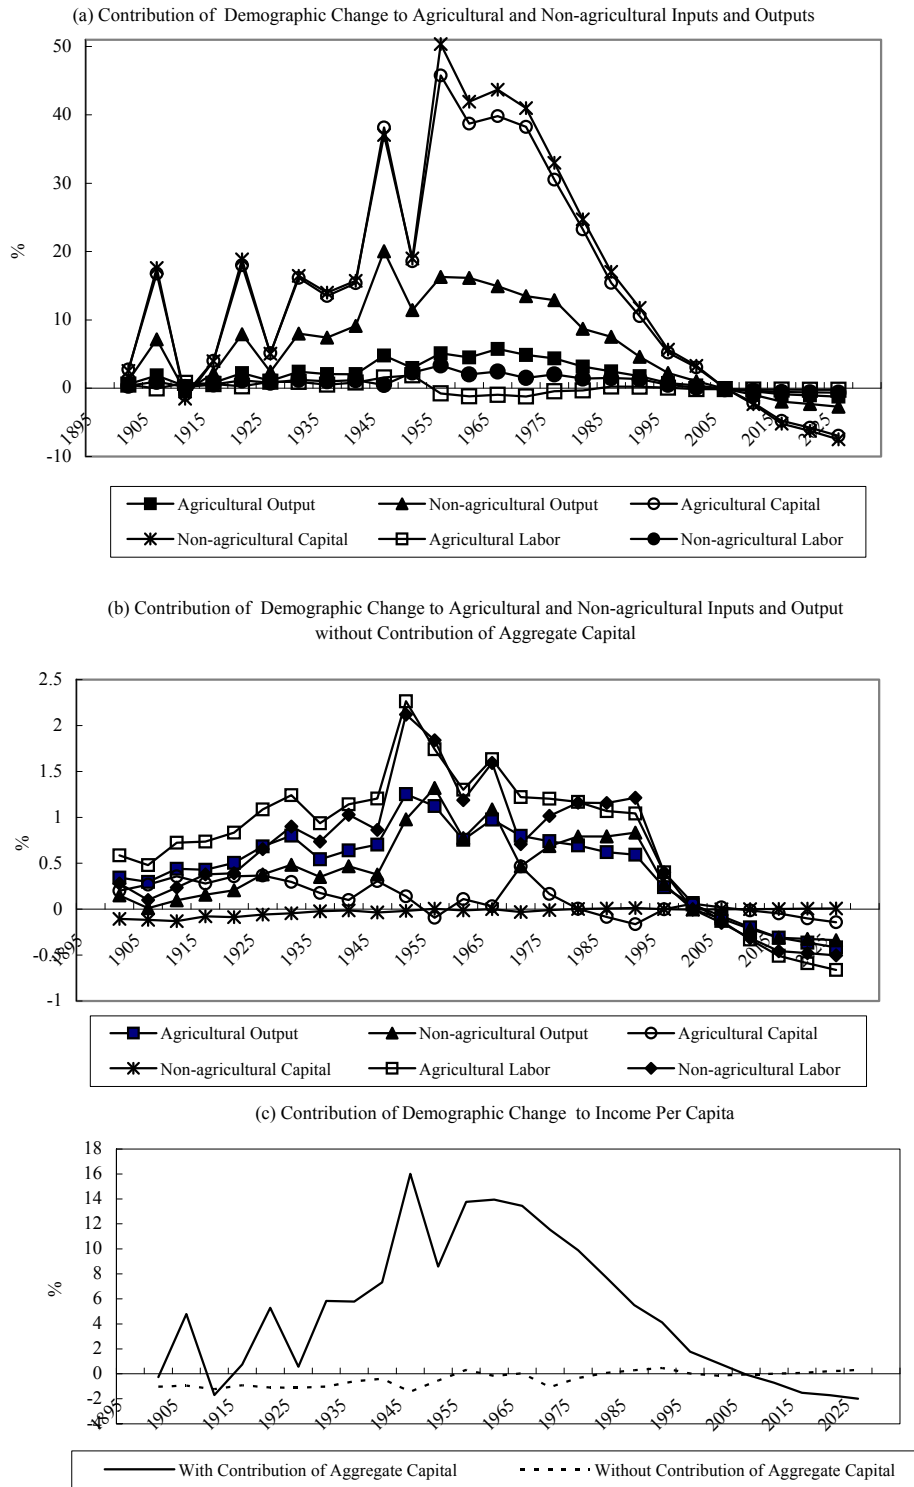 (a) Contribution of Demographic Change to Agricultural and Non-agricultural Inputs and Outputs
50
40
30
20
10
0
-10
%
1895 1905 1915 1925 1935 1945 1955 1965 1975 1985 1995 2005 2015 2025
Agricultural Output Non-agricultural Output Agricultural Capital
Non-agricultural Capital Agricultural Labor Non-agricultural Labor
(b) Contribution of Demographic Change to Agricultural and Non-agricultural Inputs and Output
without Contribution of Aggregate Capital
2.5
2
1.5
1
0.5
0
-0.5
-1
%
1895 1905 1915 1925 1935 1945 1955 1965 1975 1985 1995 2005 2015 2025
Agricultural Output Non-agricultural Output Agricultural Capital
Non-agricultural Capital Agricultural Labor Non-agricultural Labor
(c) Contribution of Demographic Change to Income Per Capita
18
16
14
12
10
8
6
4
2
0
-2
-4
%
1895 1905 1915 1925 1935 1945 1955 1965 1975 1985 1995 2005 2015 2025
With Contribution of Aggregate Capital Without Contribution of Aggregate Capital